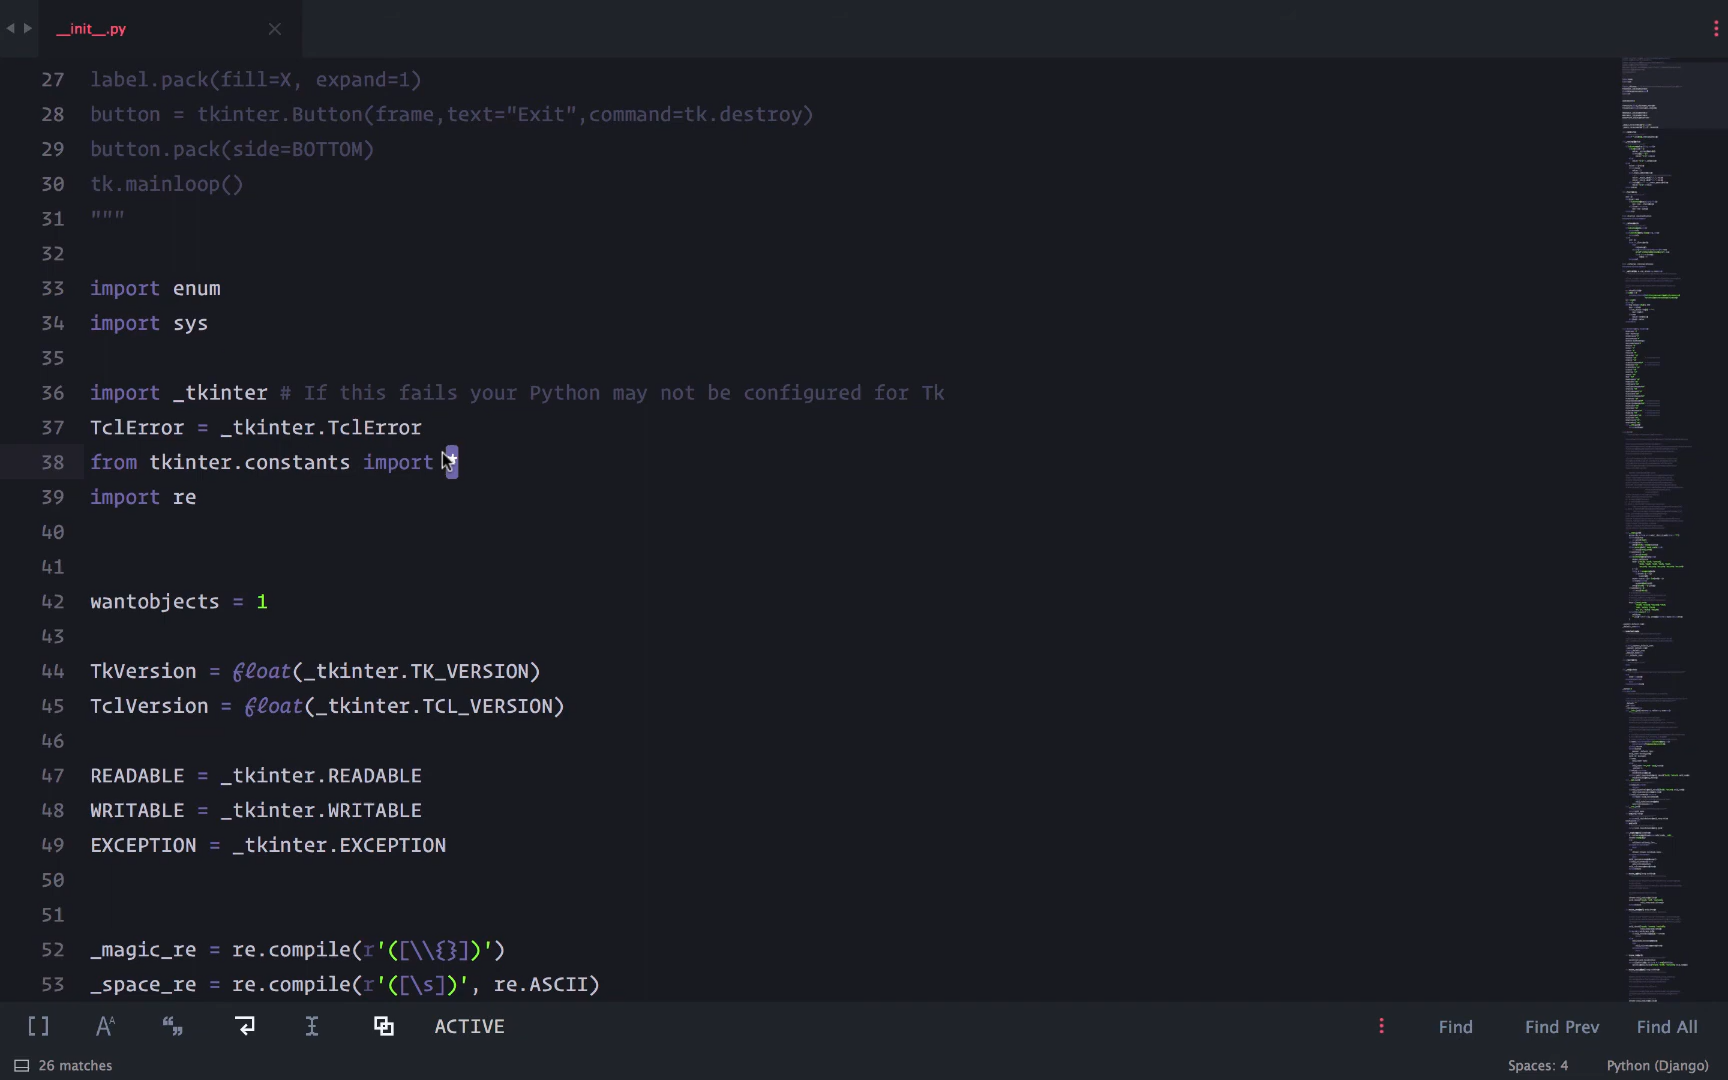 __init__.py
27 label.pack(fill=X, expand=1)
28 button = tkinter.Button(frame,text="Exit",command=tk.destroy)
29 button.pack(side=BOTTOM)
30 tk.mainloop()
31 """
32
33 import enum
34 import sys
35
36 import _tkinter # If this fails your Python may not be configured for Tk
37 TclError = _tkinter.TclError
38 from tkinter.constants import *
39 import re
40
41
42 wantobjects = 1
43
44 TkVersion = float(_tkinter.TK_VERSION)
45 TclVersion = float(_tkinter.TCL_VERSION)
46
47 READABLE = _tkinter.READABLE
48 WRITABLE = _tkinter.WRITABLE
49 EXCEPTION = _tkinter.EXCEPTION
50
51
52 _magic_re = re.compile(r'([\\{}])')
53 _space_re = re.compile(r'([\s])', re.ASCII)
ACTIVE Find Find Prev Find All
26 matches Spaces: 4 Python (Django)